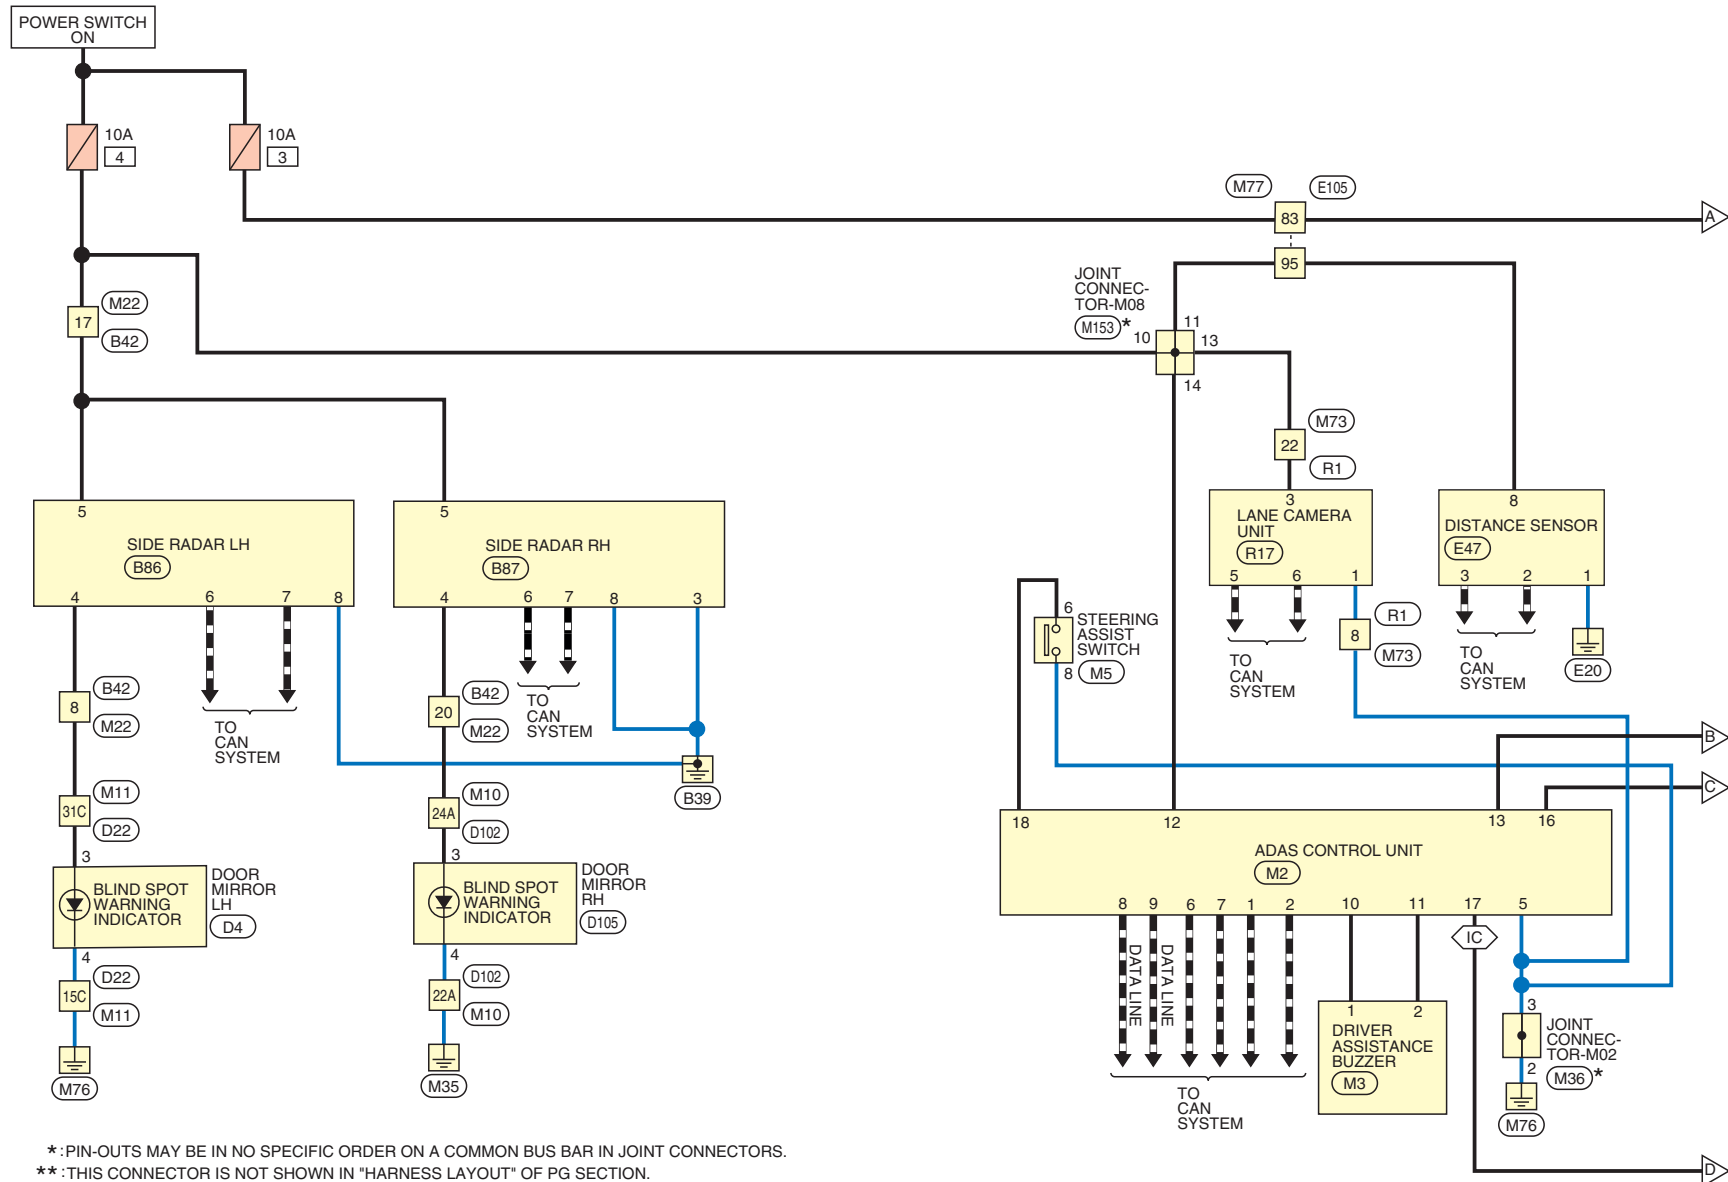 POWER SWITCH
ON
10A
4
10A
3
M77
E105
83
A
95
JOINT
CONNEC-
TOR-M08
M153 *
10
11
13
14
M22
17
B42
M73
22
R1
5
SIDE RADAR LH
B86
4
6
7
8
5
SIDE RADAR RH
B87
4
6
7
8
3
3
LANE CAMERA
UNIT
R17
5
6
1
8
DISTANCE SENSOR
E47
3
2
1
6
STEERING
ASSIST
SWITCH
8
M5
R1
8
M73
TO
CAN
SYSTEM
TO
CAN
SYSTEM
E20
B42
8
M22
TO
CAN
SYSTEM
B42
20
M22
TO
CAN
SYSTEM
B39
B
C
M11
31C
D22
M10
24A
D102
18
12
13
16
ADAS CONTROL UNIT
M2
8
9
6
7
1
2
10
11
17
5
3
BLIND SPOT
WARNING
INDICATOR
DOOR
MIRROR
LH
D4
4
3
BLIND SPOT
WARNING
INDICATOR
DOOR
MIRROR
RH
D105
4
D22
15C
M11
M76
D102
22A
M10
M35
DATA LINE
DATA LINE
TO
CAN
SYSTEM
1
2
DRIVER
ASSISTANCE
BUZZER
M3
IC
3
JOINT
CONNEC-
TOR-M02
2
M36 *
M76
D
*:PIN-OUTS MAY BE IN NO SPECIFIC ORDER ON A COMMON BUS BAR IN JOINT CONNECTORS.
**:THIS CONNECTOR IS NOT SHOWN IN "HARNESS LAYOUT" OF PG SECTION.